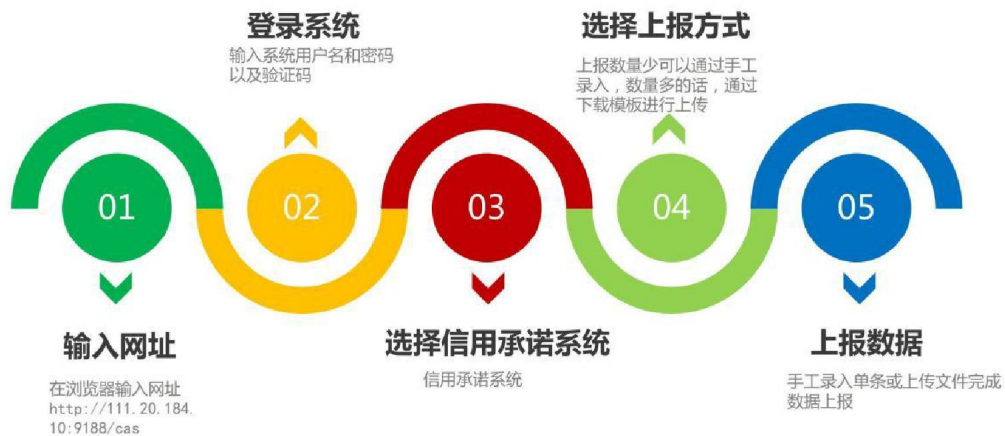 登录系统
输入系统用户名和密码
以及验证码
选择上报方式
上报数量少可以通过手工
录入，数量多的话，通过
下载模板进行上传
01
02
03
04
05
输入网址
在浏览器输入网址
http://111.20.184.
10:9188/cas
选择信用承诺系统
信用承诺系统
上报数据
手工录入单条或上传文件完成
数据上报